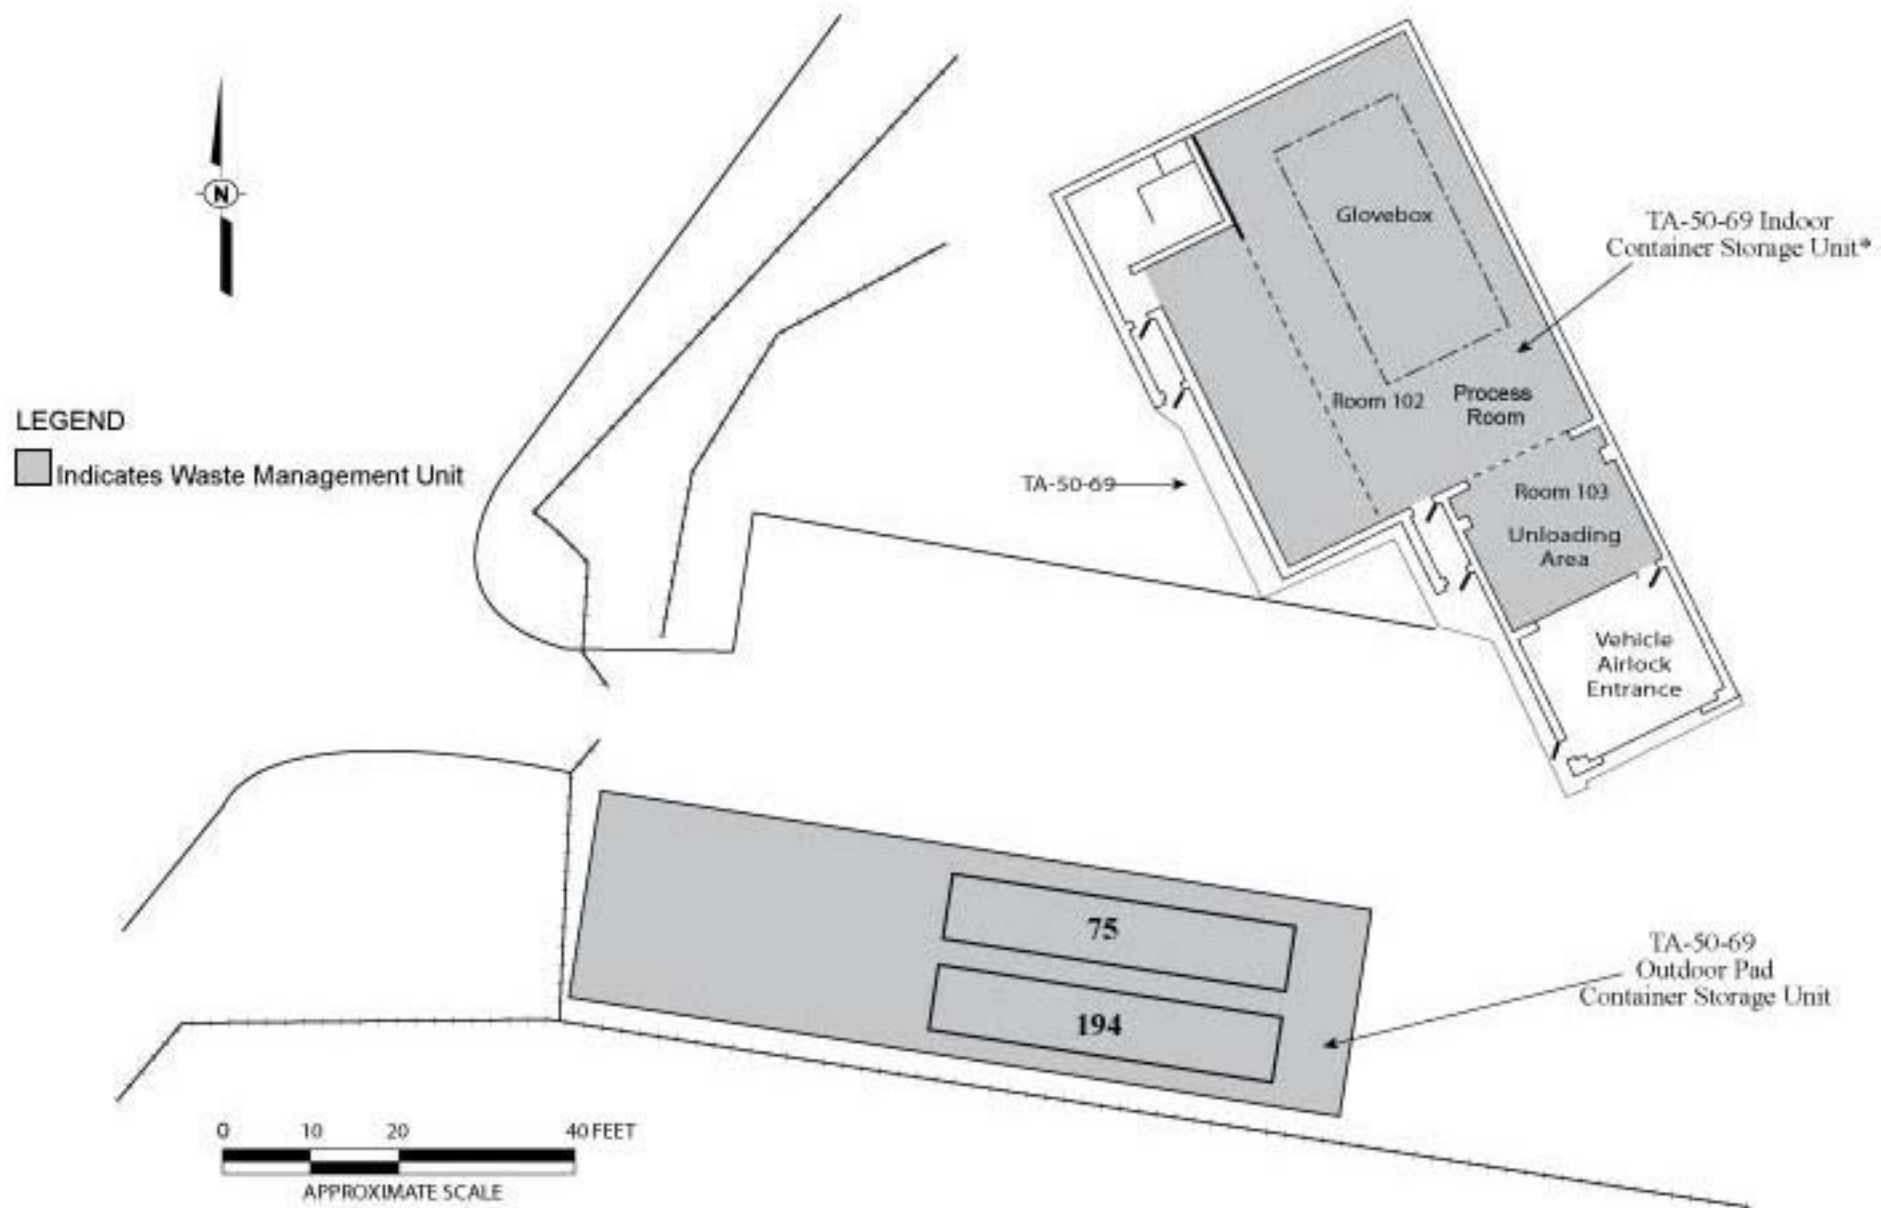 N
Glovebox
TA-50-69 Indoor
Container Storage Unit*
Room 102
Process
Room
LEGEND
Indicates Waste Management Unit
TA-50-69
Room 103
Unloading
Area
Vehicle
Airlock
Entrance
75
194
TA-50-69
Outdoor Pad
Container Storage Unit
0 10 20 40 FEET
APPROXIMATE SCALE